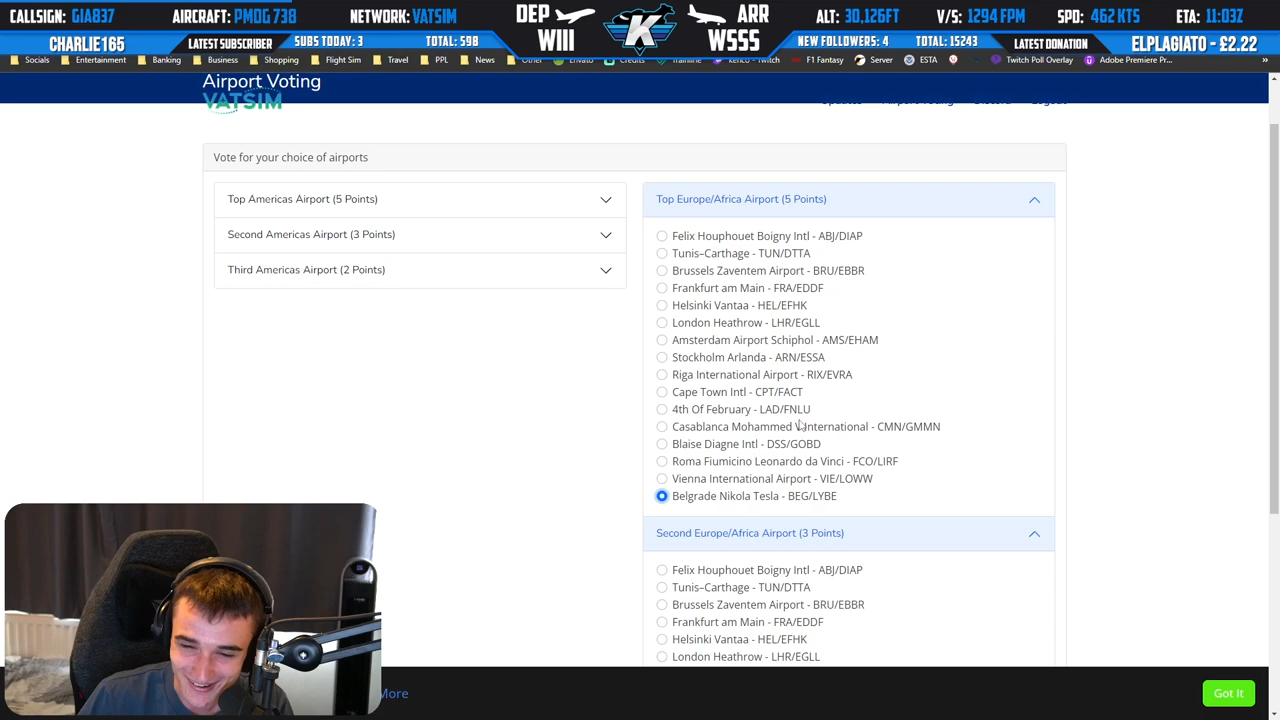 CALLSIGN: GIA837
AIRCRAFT: PMDG 738
NETWORK: VATSIM
DEP
WIII
K
ARR
WSSS
ALT: 30,126FT
V/S: 1294 FPM
SPD: 462 KTS
ETA: 11:03Z
CHARLIE165
LATEST SUBSCRIBER
SUBS TODAY: 3
TOTAL: 598
NEW FOLLOWERS: 4
TOTAL: 15243
LATEST DONATION
ELPLAGIATO - £2.22
Socials
Entertainment
Banking
Business
Shopping
Flight Sim
Travel
PPL
News
Other
Envato
Credits
Trainline
F1 Fantasy
Server
ESTA
Twitch Poll Overlay
Adobe Premiere Pr...
»
Airport Voting
VATSIM
Vote for your choice of airports
Top Americas Airport (5 Points)
Second Americas Airport (3 Points)
Third Americas Airport (2 Points)
Top Europe/Africa Airport (5 Points)
Felix Houphouet Boigny Intl - ABJ/DIAP
Tunis–Carthage - TUN/DTTA
Brussels Zaventem Airport - BRU/EBBR
Frankfurt am Main - FRA/EDDF
Helsinki Vantaa - HEL/EFHK
London Heathrow - LHR/EGLL
Amsterdam Airport Schiphol - AMS/EHAM
Stockholm Arlanda - ARN/ESSA
Riga International Airport - RIX/EVRA
Cape Town Intl - CPT/FACT
4th Of February - LAD/FNLU
Casablanca Mohammed V International - CMN/GMMN
Blaise Diagne Intl - DSS/GOBD
Roma Fiumicino Leonardo da Vinci - FCO/LIRF
Vienna International Airport - VIE/LOWW
Belgrade Nikola Tesla - BEG/LYBE
Second Europe/Africa Airport (3 Points)
Felix Houphouet Boigny Intl - ABJ/DIAP
Tunis–Carthage - TUN/DTTA
Brussels Zaventem Airport - BRU/EBBR
Frankfurt am Main - FRA/EDDF
Helsinki Vantaa - HEL/EFHK
London Heathrow - LHR/EGLL
More
Got It